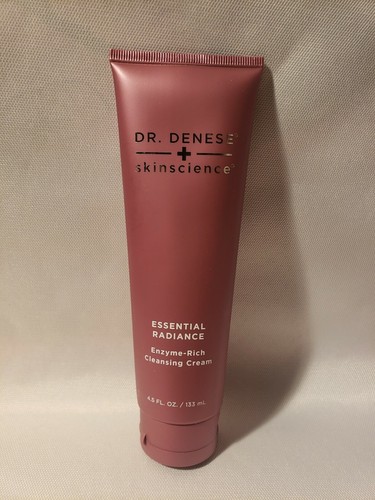 DR. DENESE®
skinscience®
ESSENTIAL
RADIANCE
Enzyme-Rich
Cleansing Cream
4.5 FL. OZ. / 133 mL